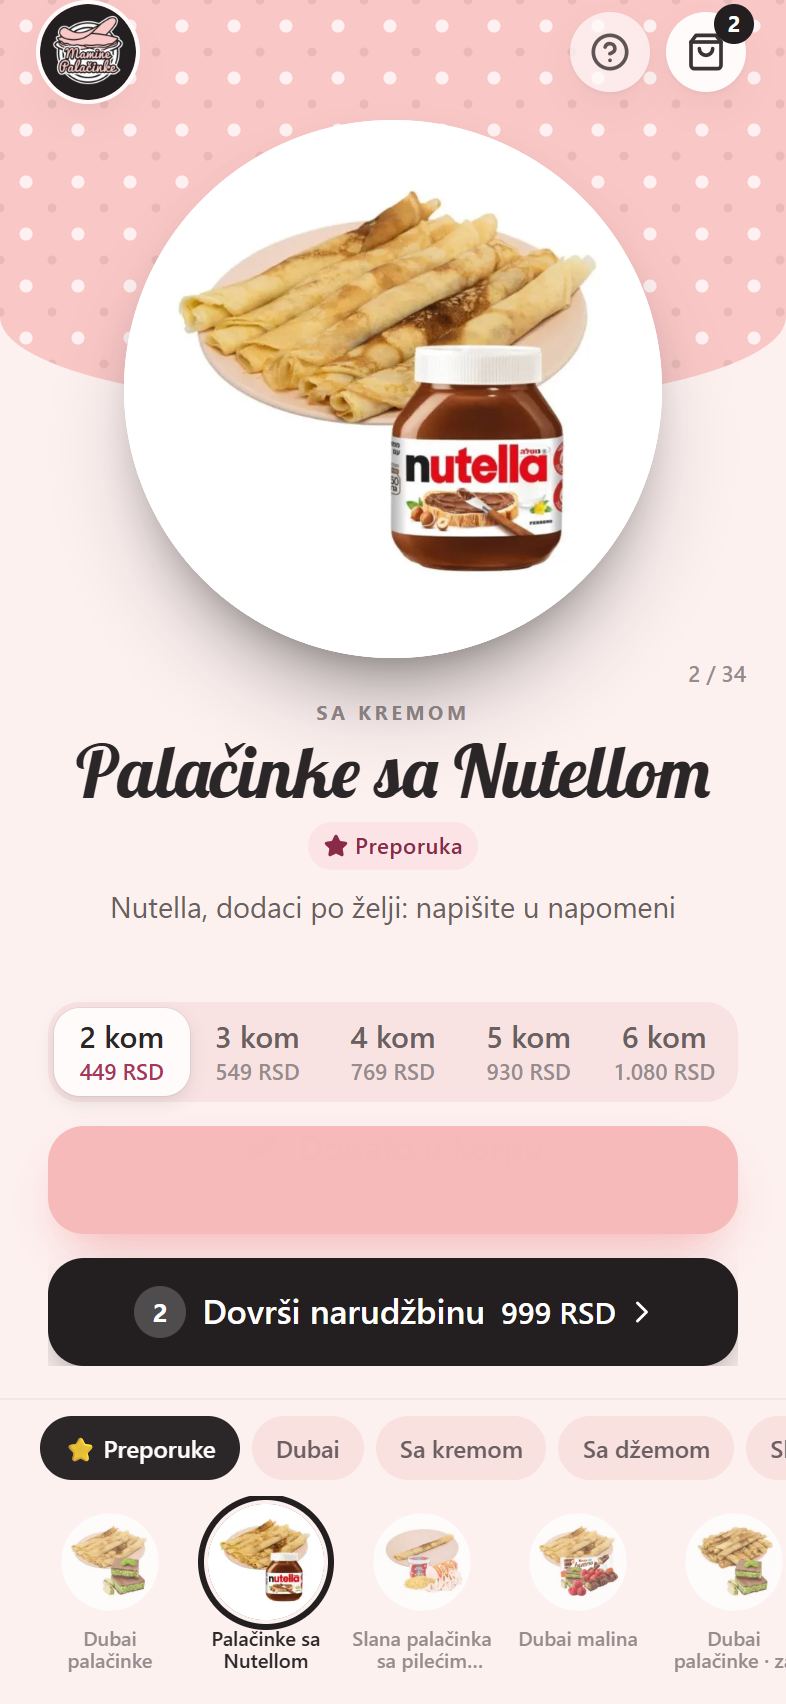 Mamine
Palačinke
2
nutella
FERRERO
2 / 34
SA KREMOM
Palačinke sa Nutellom
Preporuka
Nutella, dodaci po želji: napišite u napomeni
2 kom 3 kom 4 kom 5 kom 6 kom
449 RSD 549 RSD 769 RSD 930 RSD 1.080 RSD
2 Dovrši narudžbinu 999 RSD
Preporuke Dubai Sa kremom Sa džemom
nutella
Dubai
palačinke
Palačinke sa
Nutellom
Slana palačinka
sa pilećim...
Dubai malina
Dubai
palačinke · za